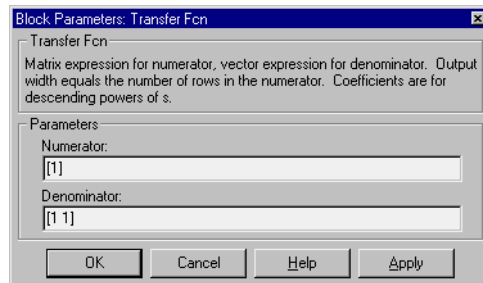 Block Parameters: Transfer Fcn
Transfer Fcn
Matrix expression for numerator, vector expression for denominator. Output
width equals the number of rows in the numerator. Coefficients are for
descending powers of s.
Parameters
Numerator:
[1]
Denominator:
[1 1]
OK Cancel Help Apply